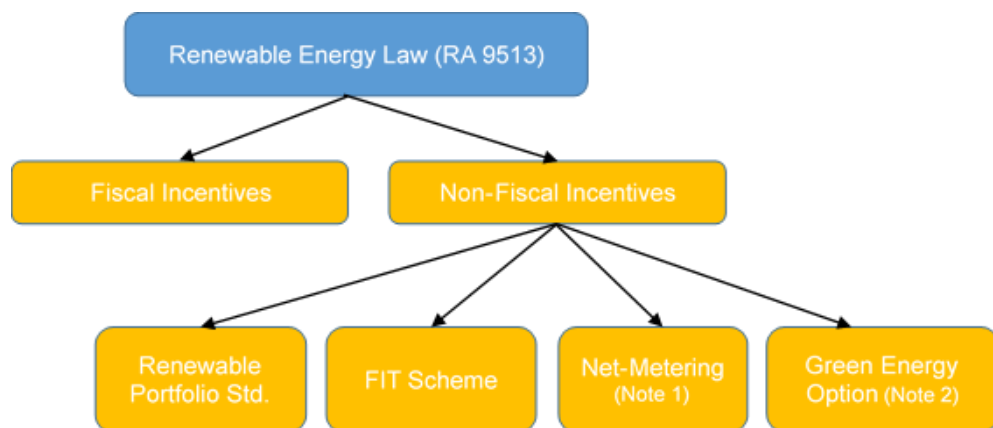 Renewable Energy Law (RA 9513)
Fiscal Incentives
Non-Fiscal Incentives
Renewable
Portfolio Std.
FIT Scheme
Net-Metering
(Note 1)
Green Energy
Option (Note 2)